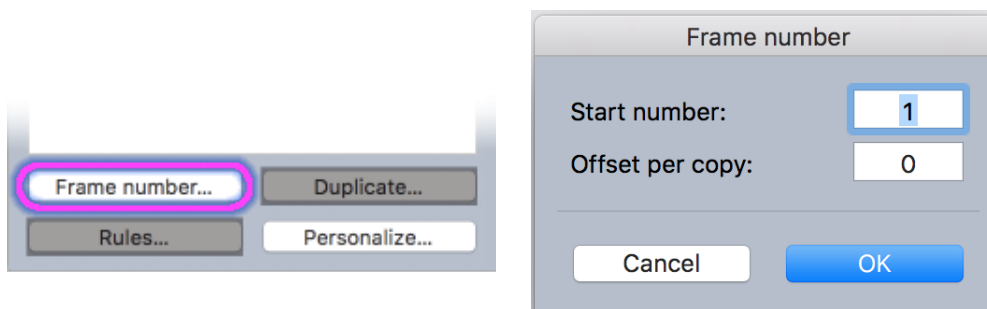 Frame number... Duplicate...
Rules... Personalize...
Frame number
Start number: 1
Offset per copy: 0
Cancel OK